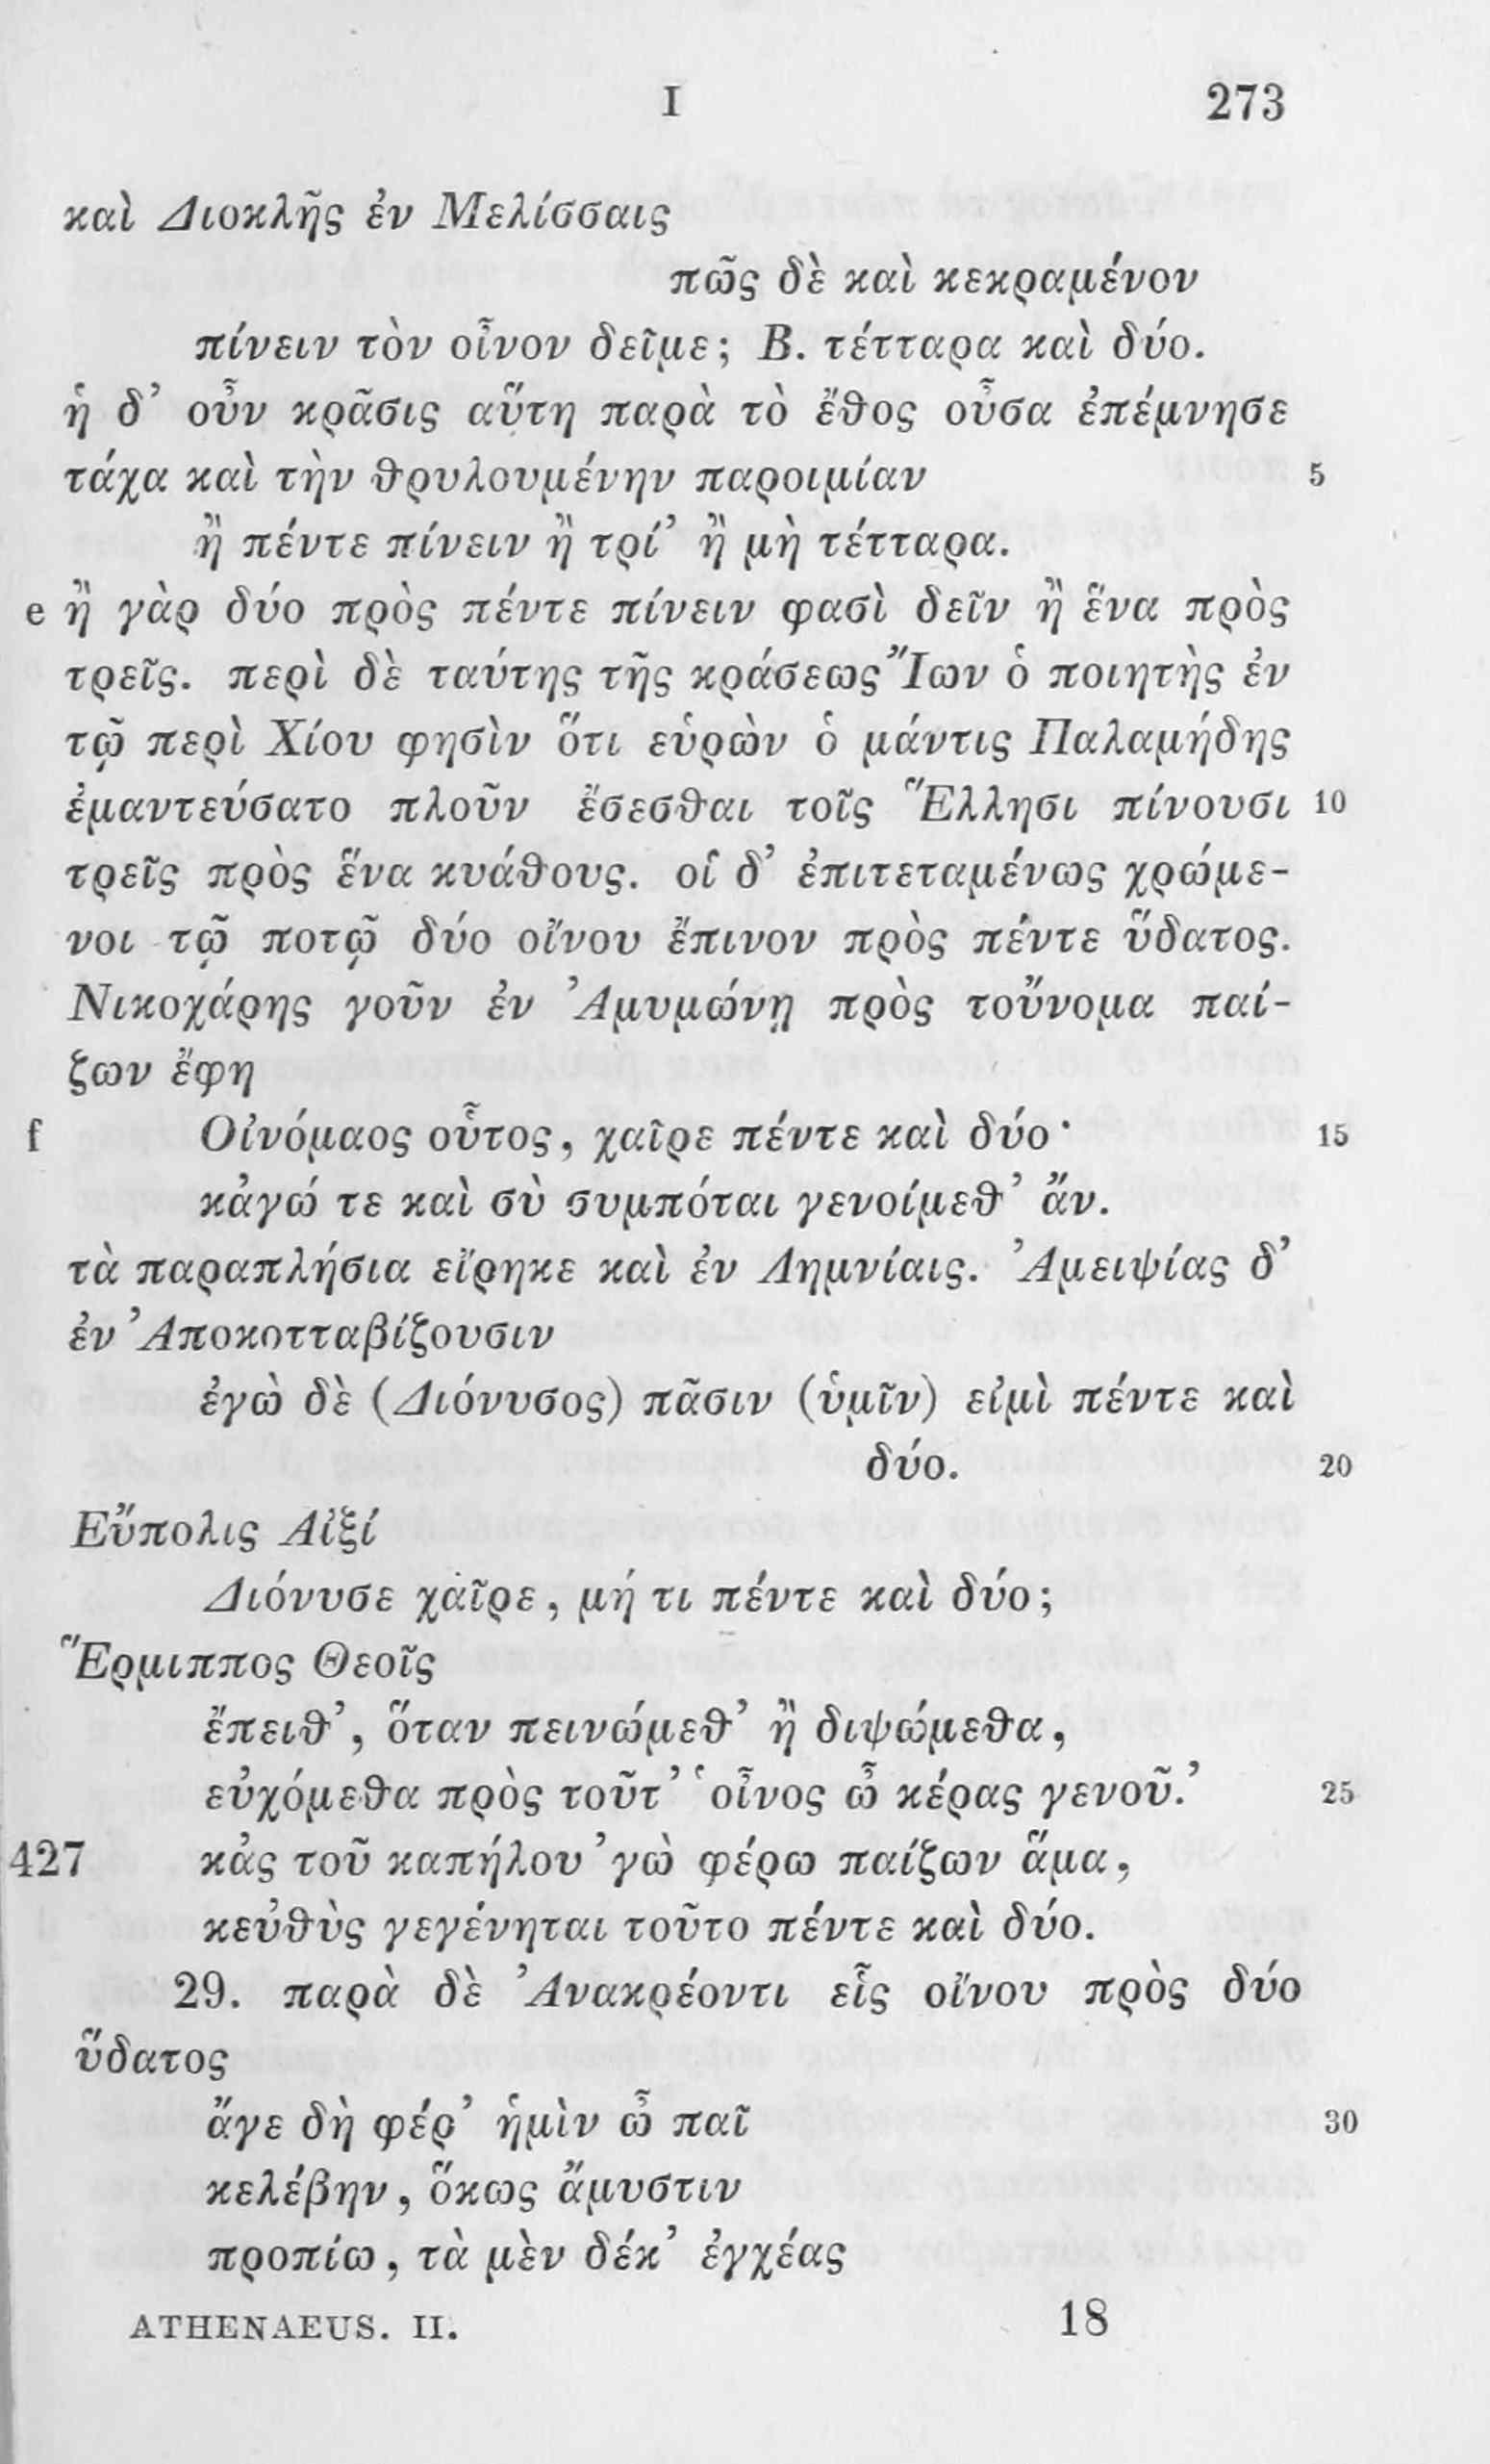 I 273
καὶ Διοκλῆς ἐν Μελίσσαις
πῶς δὲ καὶ κεκραμένον
πίνειν τὸν οἶνον δεῖμε; Β. τέτταρα καὶ δύο.
ἡ δ᾽ οὖν κρᾶσις αὕτη παρὰ τὸ ἔθος οὖσα ἐπέμνησε
τάχα καὶ τὴν θρυλουμένην παροιμίαν 5
ἢ πέντε πίνειν ἢ τρί᾽ ἢ μὴ τέτταρα.
e ἢ γὰρ δύο πρὸς πέντε πίνειν φασὶ δεῖν ἢ ἕνα πρὸς
τρεῖς. περὶ δὲ ταύτης τῆς κράσεως Ἴων ὁ ποιητὴς ἐν
τῷ περὶ Χίου φησὶν ὅτι εὑρὼν ὁ μάντις Παλαμήδης
ἐμαντεύσατο πλοῦν ἔσεσθαι τοῖς Ἕλλησι πίνουσι 10
τρεῖς πρὸς ἕνα κυάθους. οἱ δ᾽ ἐπιτεταμένως χρώμε-
νοι τῷ ποτῷ δύο οἴνου ἔπινον πρὸς πέντε ὕδατος.
Νικοχάρης γοῦν ἐν Ἀμυμώνῃ πρὸς τοὔνομα παί-
ζων ἔφη
f Οἰνόμαος οὗτος, χαῖρε πέντε καὶ δύο· 15
κἀγώ τε καὶ σὺ συμπόται γενοίμεθ᾽ ἄν.
τὰ παραπλήσια εἴρηκε καὶ ἐν Λημνίαις. Ἀμειψίας δ᾽
ἐν Ἀποκοτταβίζουσιν
ἐγὼ δὲ (Διόνυσος) πᾶσιν (ὑμῖν) εἰμὶ πέντε καὶ
δύο. 20
Εὔπολις Αἰξί
Διόνυσε χαῖρε, μή τι πέντε καὶ δύο;
Ἕρμιππος Θεοῖς
ἔπειθ᾽, ὅταν πεινώμεθ᾽ ἢ διψώμεθα,
εὐχόμεθα πρὸς τοῦτ᾽ ‘οἶνος ὦ κέρας γενοῦ.’ 25
427 κἀς τοῦ καπήλου ᾽γὼ φέρω παίζων ἅμα,
κεὐθὺς γεγένηται τοῦτο πέντε καὶ δύο.
29. παρὰ δὲ Ἀνακρέοντι εἷς οἴνου πρὸς δύο
ὕδατος
ἄγε δὴ φέρ᾽ ἡμὶν ὦ παῖ 30
κελέβην, ὅκως ἄμυστιν
προπίω, τὰ μὲν δέκ᾽ ἐγχέας
ATHENAEUS. II. 18